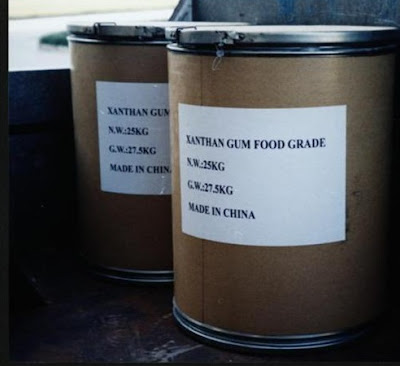 XANTHAN GUM
N.W.:25KG
G.W.:27.5KG
MADE IN CHINA
XANTHAN GUM FOOD GRADE
N.W.:25KG
G.W.:27.5KG
MADE IN CHINA